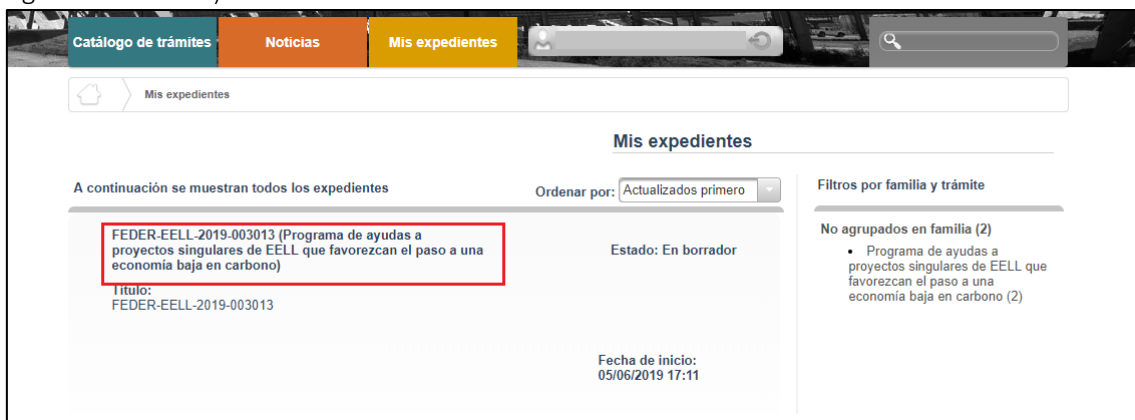 Catálogo de trámites
Noticias
Mis expedientes
Mis expedientes
Mis expedientes
A continuación se muestran todos los expedientes
Ordenar por: Actualizados primero
FEDER-EELL-2019-003013 (Programa de ayudas a
proyectos singulares de EELL que favorezcan el paso a una
economía baja en carbono)
Estado: En borrador
Título:
FEDER-EELL-2019-003013
Fecha de inicio:
05/06/2019 17:11
Filtros por familia y trámite
No agrupados en familia (2)
• Programa de ayudas a
proyectos singulares de EELL que
favorezcan el paso a una
economía baja en carbono (2)